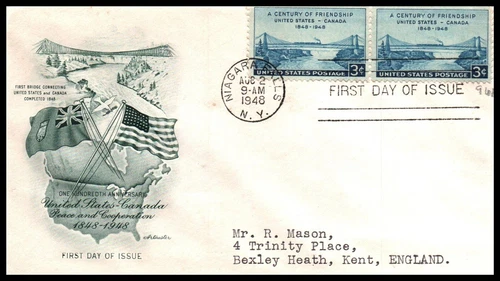 A CENTURY OF FRIENDSHIP
UNITED STATES - CANADA
1848-1948
UNITED STATES POSTAGE 3¢
A CENTURY OF FRIENDSHIP
UNITED STATES - CANADA
1848-1948
UNITED STATES POSTAGE 3¢
NIAGARA FALLS
AUG 2
9-AM
1948
N. Y.
FIRST DAY OF ISSUE
FIRST BRIDGE CONNECTING
UNITED STATES and CANADA
COMPLETED 1848
ONE HUNDREDTH ANNIVERSARY
United States-Canada
Peace and Cooperation
1848-1948
Artmaster
FIRST DAY OF ISSUE
Mr. R. Mason,
4 Trinity Place,
Bexley Heath, Kent, ENGLAND.